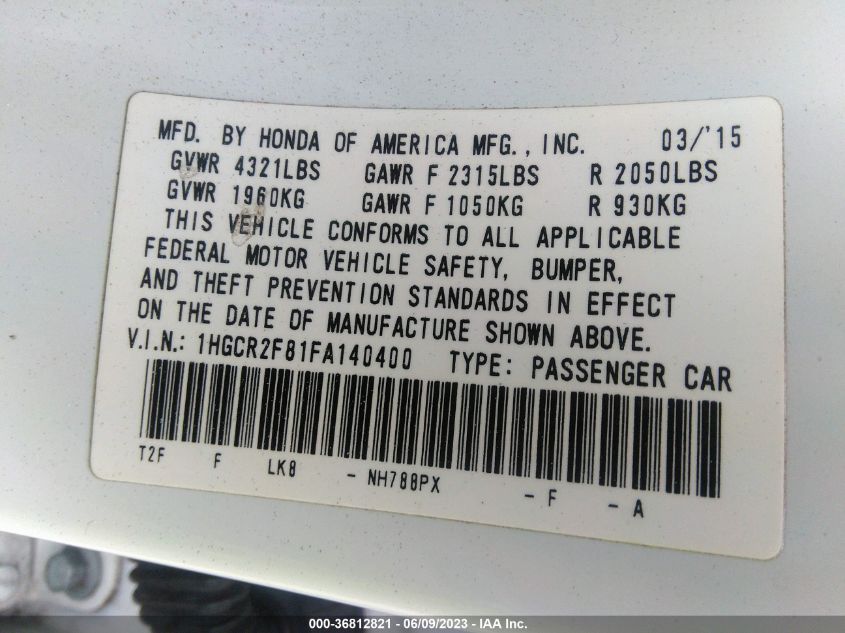 MFD. BY HONDA OF AMERICA MFG., INC. 03/'15
GVWR 4321LBS GAWR F 2315LBS R 2050LBS
GVWR 1960KG GAWR F 1050KG R 930KG
THIS VEHICLE CONFORMS TO ALL APPLICABLE
FEDERAL MOTOR VEHICLE SAFETY, BUMPER,
AND THEFT PREVENTION STANDARDS IN EFFECT
ON THE DATE OF MANUFACTURE SHOWN ABOVE.
V.I.N.: 1HGCR2F81FA140400 TYPE: PASSENGER CAR
T2F F LK8 - NH788PX - F - A
000-36812821 - 06/09/2023 - IAA Inc.